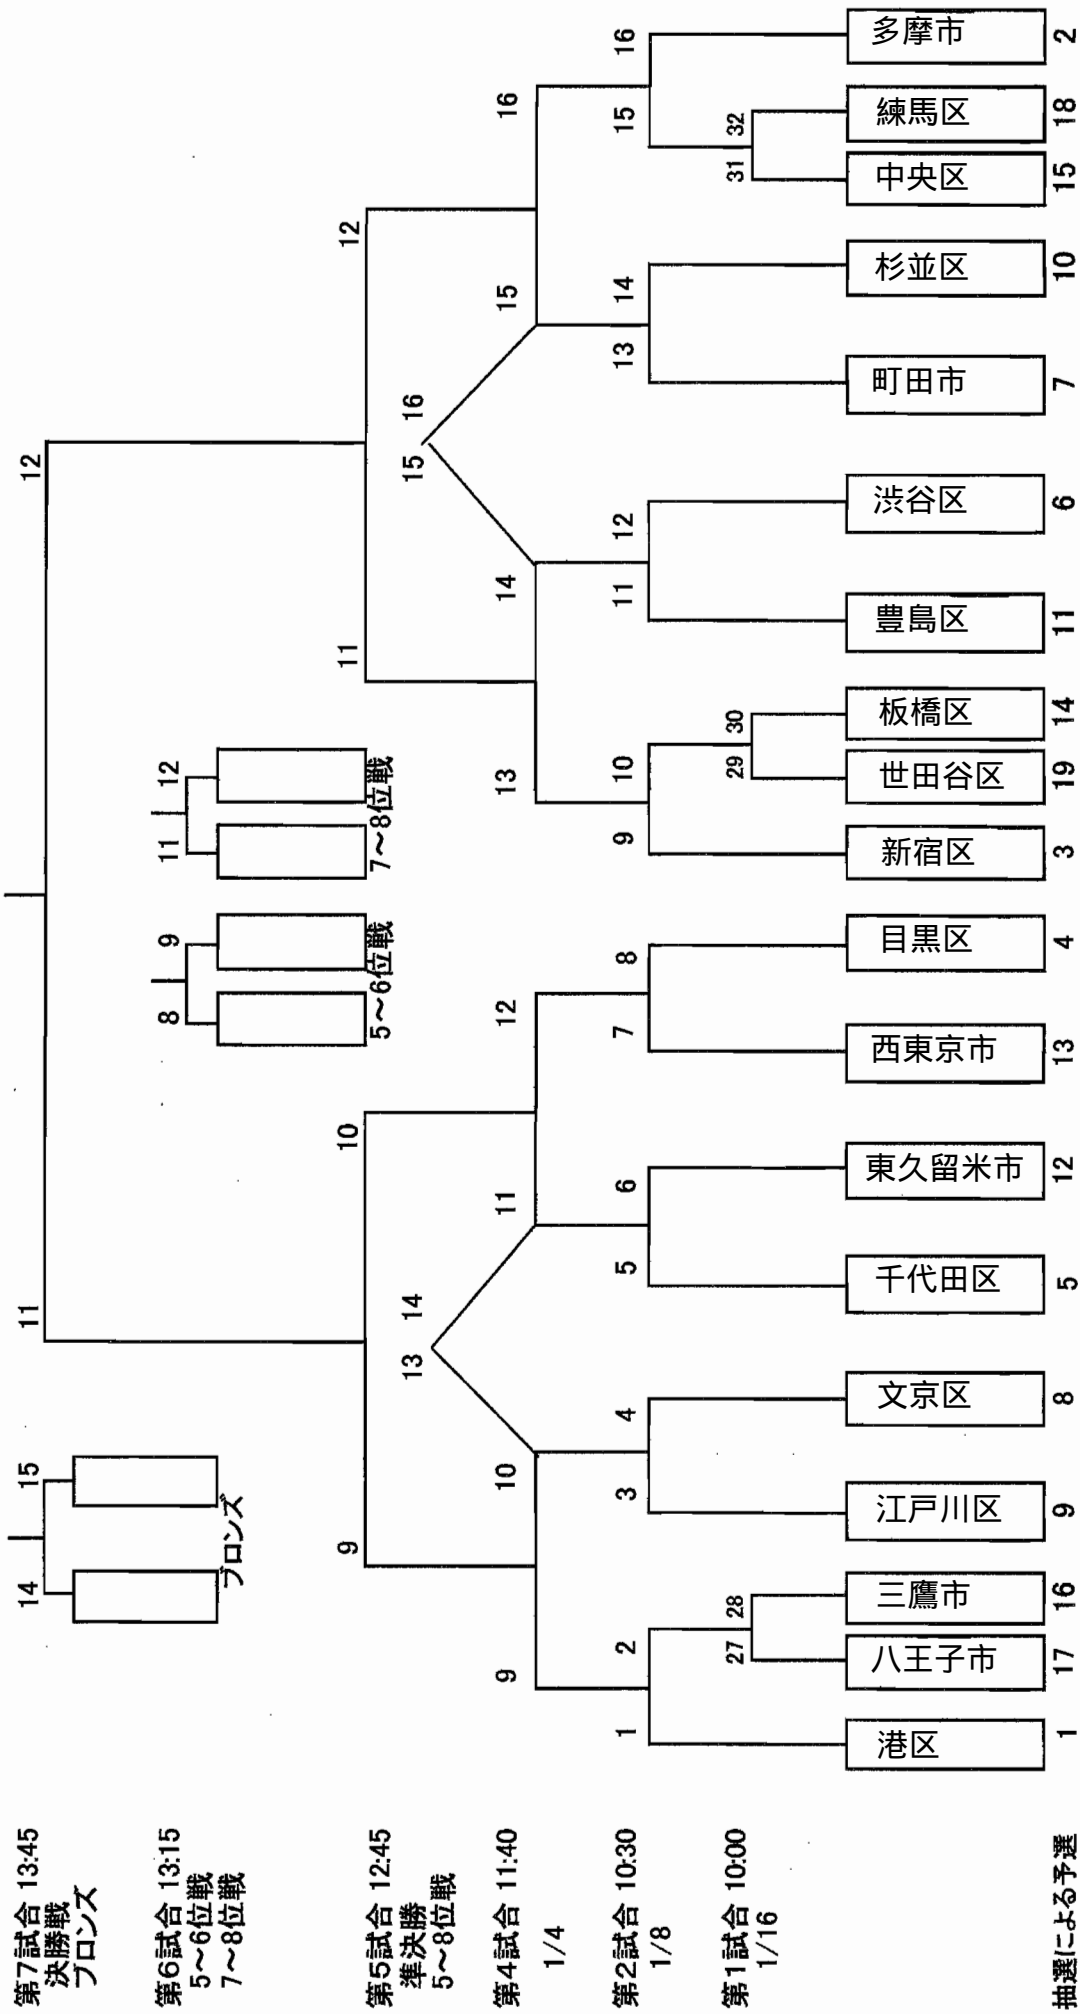 第7試合 13:45
決勝戦
ブロンズ
14 15
11 12
ブロンズ
第6試合 13:15
5～6位戦
7～8位戦
8 9
11 12
5～6位戦
7～8位戦
第5試合 12:45
準決勝
5～8位戦
9 10 11 12
13 14 15 16
第4試合 11:40
1/4
9 10 11 12 13 14 15 16
第2試合 10:30
1/8
1 2 3 4 5 6 7 8 9 10 11 12 13 14 15 16
第1試合 10:00
1/16
27 28 29 30 31 32
港区
八王子市
三鷹市
江戸川区
文京区
千代田区
東久留米市
西東京市
目黒区
新宿区
世田谷区
板橋区
豊島区
渋谷区
町田市
杉並区
中央区
練馬区
多摩市
抽選による予選
1 17 16 9 8 5 12 13 4 3 19 14 11 6 7 10 15 18 2